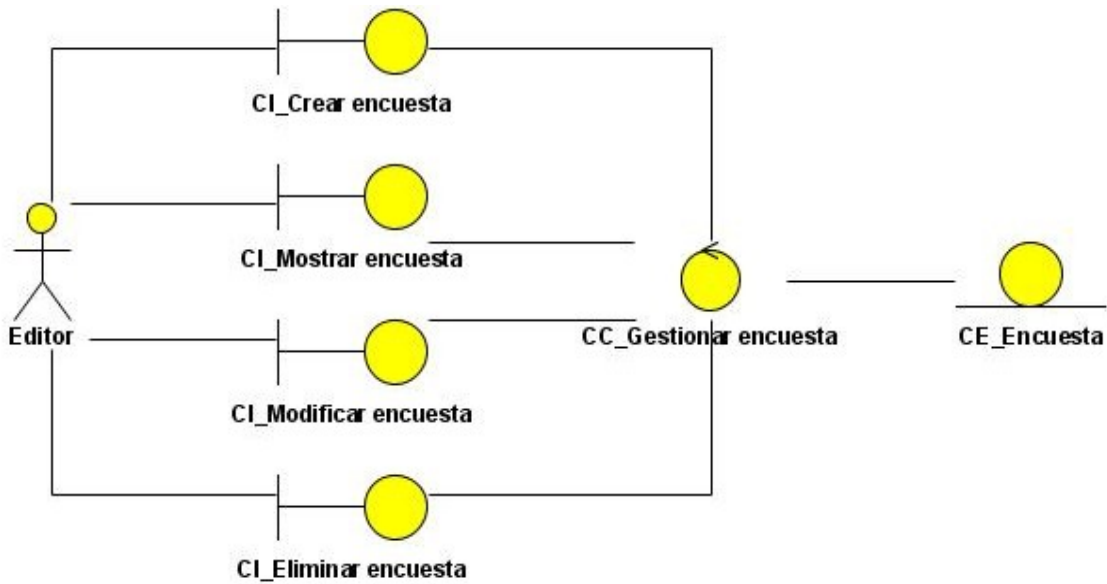 CI_Crear encuesta
CI_Mostrar encuesta
Editor
CC_Gestionar encuesta
CE_Encuesta
CI_Modificar encuesta
CI_Eliminar encuesta